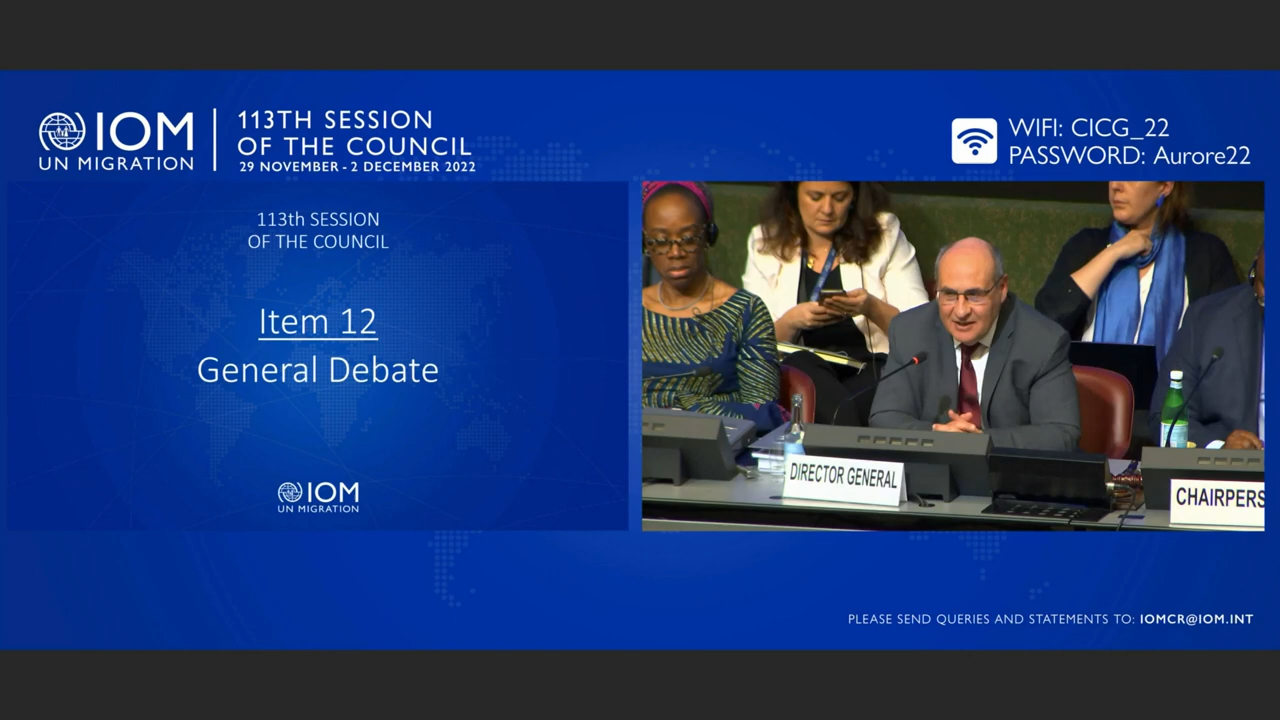 IOM
UN MIGRATION
113TH SESSION
OF THE COUNCIL
29 NOVEMBER - 2 DECEMBER 2022
WIFI: CICG_22
PASSWORD: Aurore22
113th SESSION
OF THE COUNCIL
Item 12
General Debate
IOM
UN MIGRATION
DIRECTOR GENERAL
CHAIRPERS
PLEASE SEND QUERIES AND STATEMENTS TO: IOMCR@IOM.INT